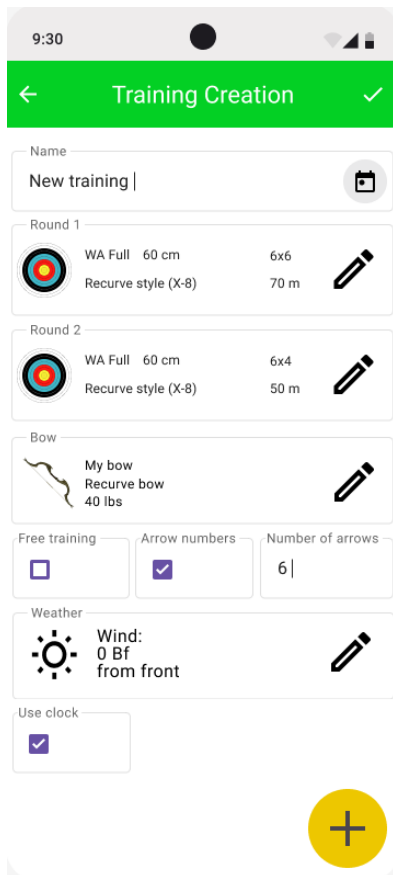 9:30
Training Creation
Name
New training
Round 1
WA Full 60 cm 6x6
Recurve style (X-8) 70 m
Round 2
WA Full 60 cm 6x4
Recurve style (X-8) 50 m
Bow
My bow
Recurve bow
40 lbs
Free training Arrow numbers Number of arrows
6
Weather
Wind:
0 Bf
from front
Use clock